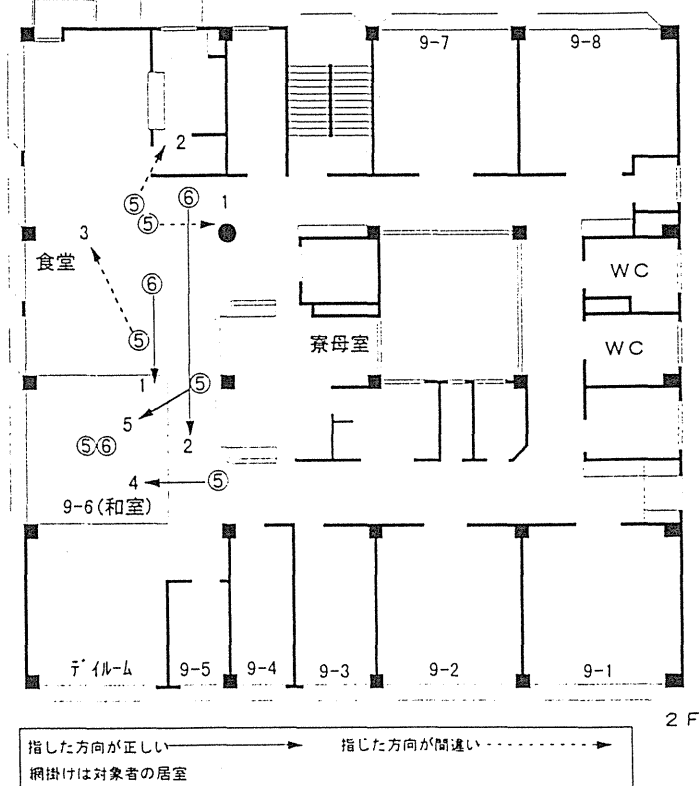 9-7
9-8
2
⑤
⑥
1
⑤
3
食堂
WC
⑥
⑤
寮母室
WC
1
⑤
5
⑤⑥
2
4
⑤
9-6(和室)
デイルーム
9-5
9-4
9-3
9-2
9-1
2F
指した方向が正しい
指じた方向が間違い
網掛けは対象者の居室